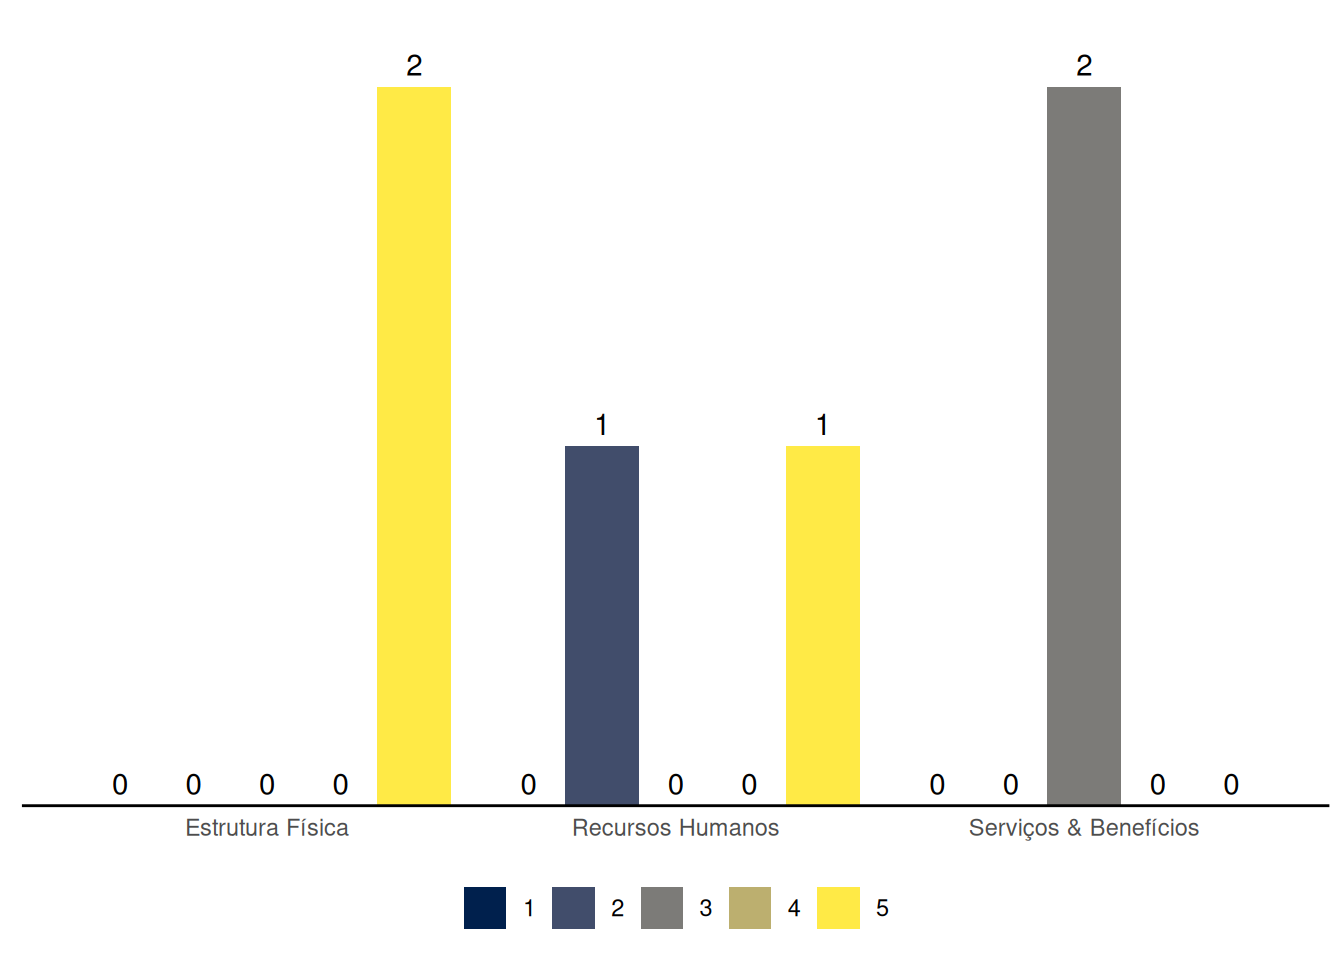 2 2
1 1
0 0 0 0 0 0 0 0 0 0 0
Estrutura Física Recursos Humanos Serviços & Benefícios
1 2 3 4 5